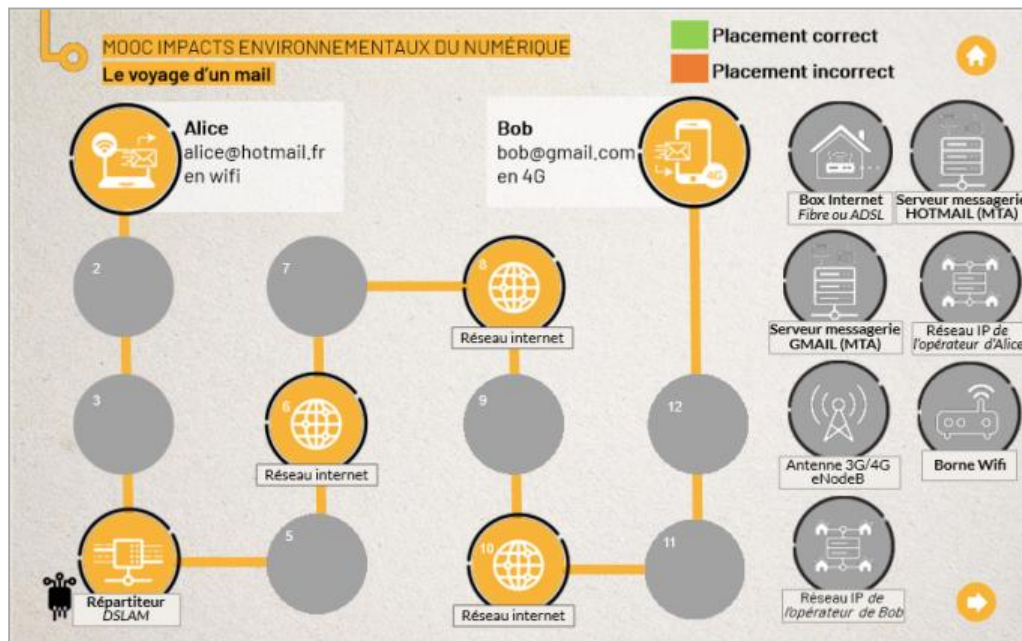 MOOC IMPACTS ENVIRONNEMENTAUX DU NUMÉRIQUE
Le voyage d'un mail
Placement correct
Placement incorrect
Alice
alice@hotmail.fr
en wifi
Bob
bob@gmail.com
en 4G
4G
2
7
8
Réseau internet
3
6
Réseau internet
9
12
5
10
Réseau internet
11
Répartiteur
DSLAM
Box Internet
Fibre ou ADSL
Serveur messagerie
HOTMAIL (MTA)
Serveur messagerie
GMAIL (MTA)
Réseau IP de
l'opérateur d'Alice
Antenne 3G/4G
eNodeB
Borne Wifi
Réseau IP de
l'opérateur de Bob